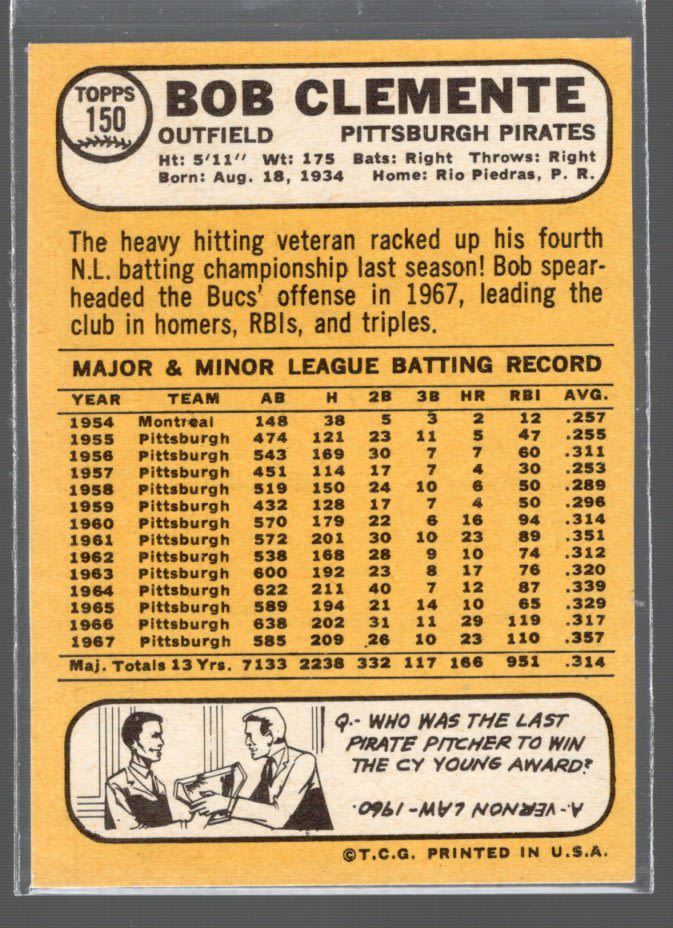 TOPPS
150
BOB CLEMENTE
OUTFIELD PITTSBURGH PIRATES
Ht: 5'11" Wt: 175 Bats: Right Throws: Right
Born: Aug. 18, 1934 Home: Rio Piedras, P. R.
The heavy hitting veteran racked up his fourth
N.L. batting championship last season! Bob spear-
headed the Bucs' offense in 1967, leading the
club in homers, RBIs, and triples.
MAJOR & MINOR LEAGUE BATTING RECORD
YEAR TEAM AB H 2B 3B HR RBI AVG.
1954 Montreal 148 38 5 3 2 12 .257
1955 Pittsburgh 474 121 23 11 5 47 .255
1956 Pittsburgh 543 169 30 7 7 60 .311
1957 Pittsburgh 451 114 17 7 4 30 .253
1958 Pittsburgh 519 150 24 10 6 50 .289
1959 Pittsburgh 432 128 17 7 4 50 .296
1960 Pittsburgh 570 179 22 6 16 94 .314
1961 Pittsburgh 572 201 30 10 23 89 .351
1962 Pittsburgh 538 168 28 9 10 74 .312
1963 Pittsburgh 600 192 23 8 17 76 .320
1964 Pittsburgh 622 211 40 7 12 87 .339
1965 Pittsburgh 589 194 21 14 10 65 .329
1966 Pittsburgh 638 202 31 11 29 119 .317
1967 Pittsburgh 585 209 26 10 23 110 .357
Maj. Totals 13 Yrs. 7133 2238 332 117 166 951 .314
Q.- WHO WAS THE LAST
PIRATE PITCHER TO WIN
THE CY YOUNG AWARD?
A.- VERNON LAW - 1960.
©T.C.G. PRINTED IN U.S.A.